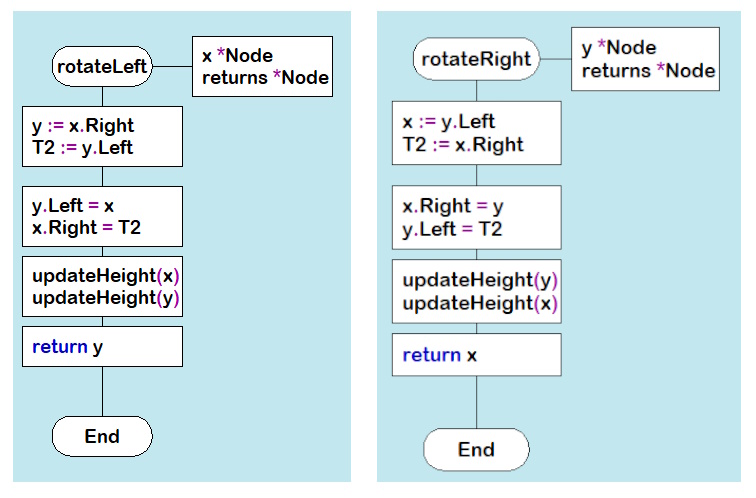 rotateLeft
x *Node
returns *Node
y := x.Right
T2 := y.Left
y.Left = x
x.Right = T2
updateHeight(x)
updateHeight(y)
return y
End
rotateRight
y *Node
returns *Node
x := y.Left
T2 := x.Right
x.Right = y
y.Left = T2
updateHeight(y)
updateHeight(x)
return x
End